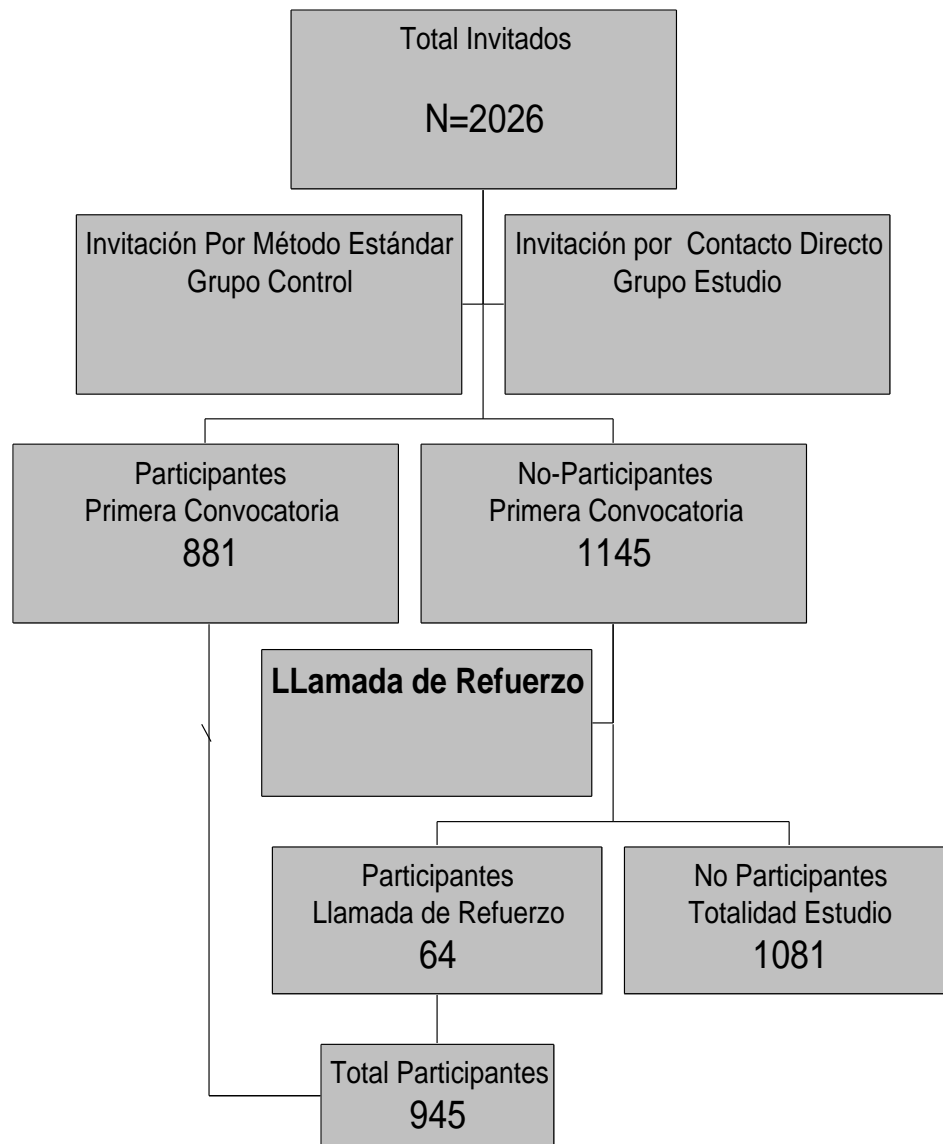 Total Invitados
N=2026
Invitación Por Método Estándar
Grupo Control
Invitación por Contacto Directo
Grupo Estudio
Participantes
Primera Convocatoria
881
No-Participantes
Primera Convocatoria
1145
LLamada de Refuerzo
Participantes
Llamada de Refuerzo
64
No Participantes
Totalidad Estudio
1081
Total Participantes
945